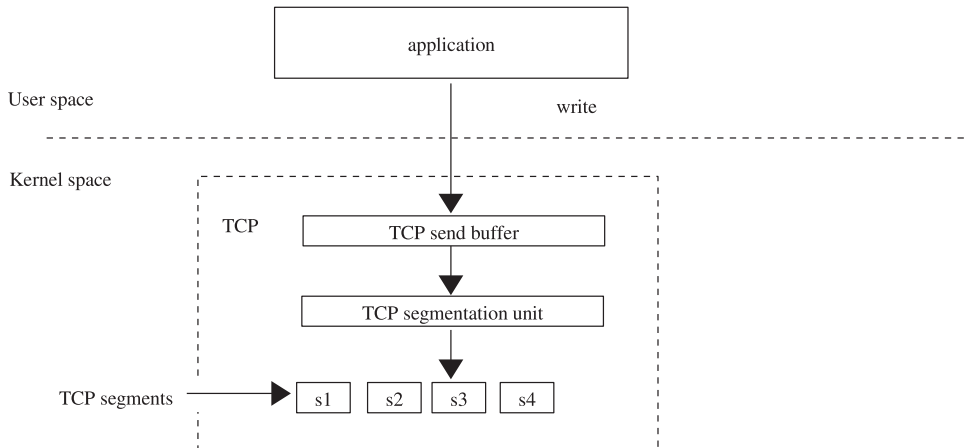 application
User space
write
Kernel space
TCP
TCP send buffer
TCP segmentation unit
TCP segments
s1
s2
s3
s4